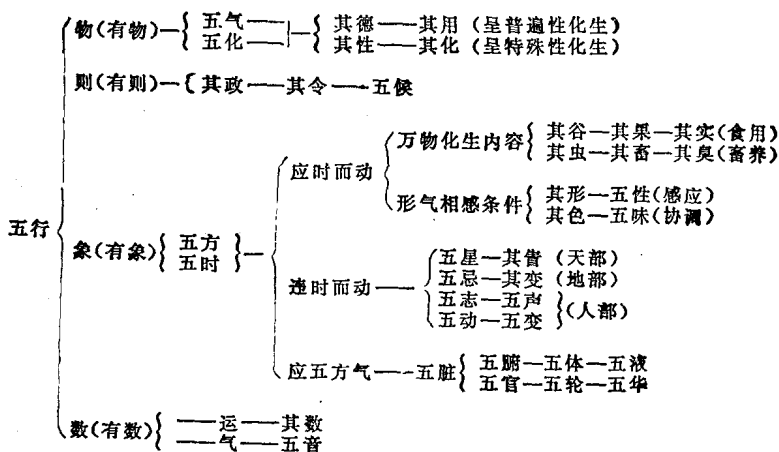 五行
物(有物)—{五气——
五化——
其德——其用(呈普遍性化生)
其性——其化(呈特殊性化生)
则(有则)—{其政——其令——五候
象(有象){五方
五时}—
应时而动
万物化生内容{其谷—其果—其实(食用)
其虫—其畜—其臭(畜养)
形气相感条件{其形—五性(感应)
其色—五味(协调)
违时而动——{五星—其眚(天部)
五忌—其变(地部)
五志—五声
五动—五变}(人部)
应五方气——五脏{五腑—五体—五液
五官—五轮—五华
数(有数){——运——其数
——气——五音